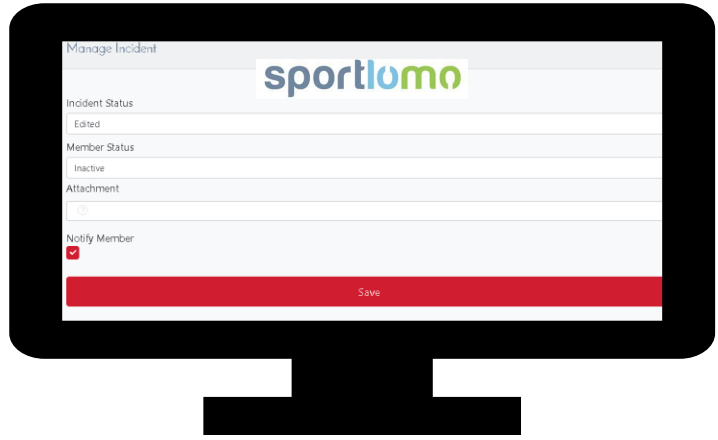 Manage Incident
sportlomo
Incident Status
Edited
Member Status
Inactive
Attachment
Notify Member
Save